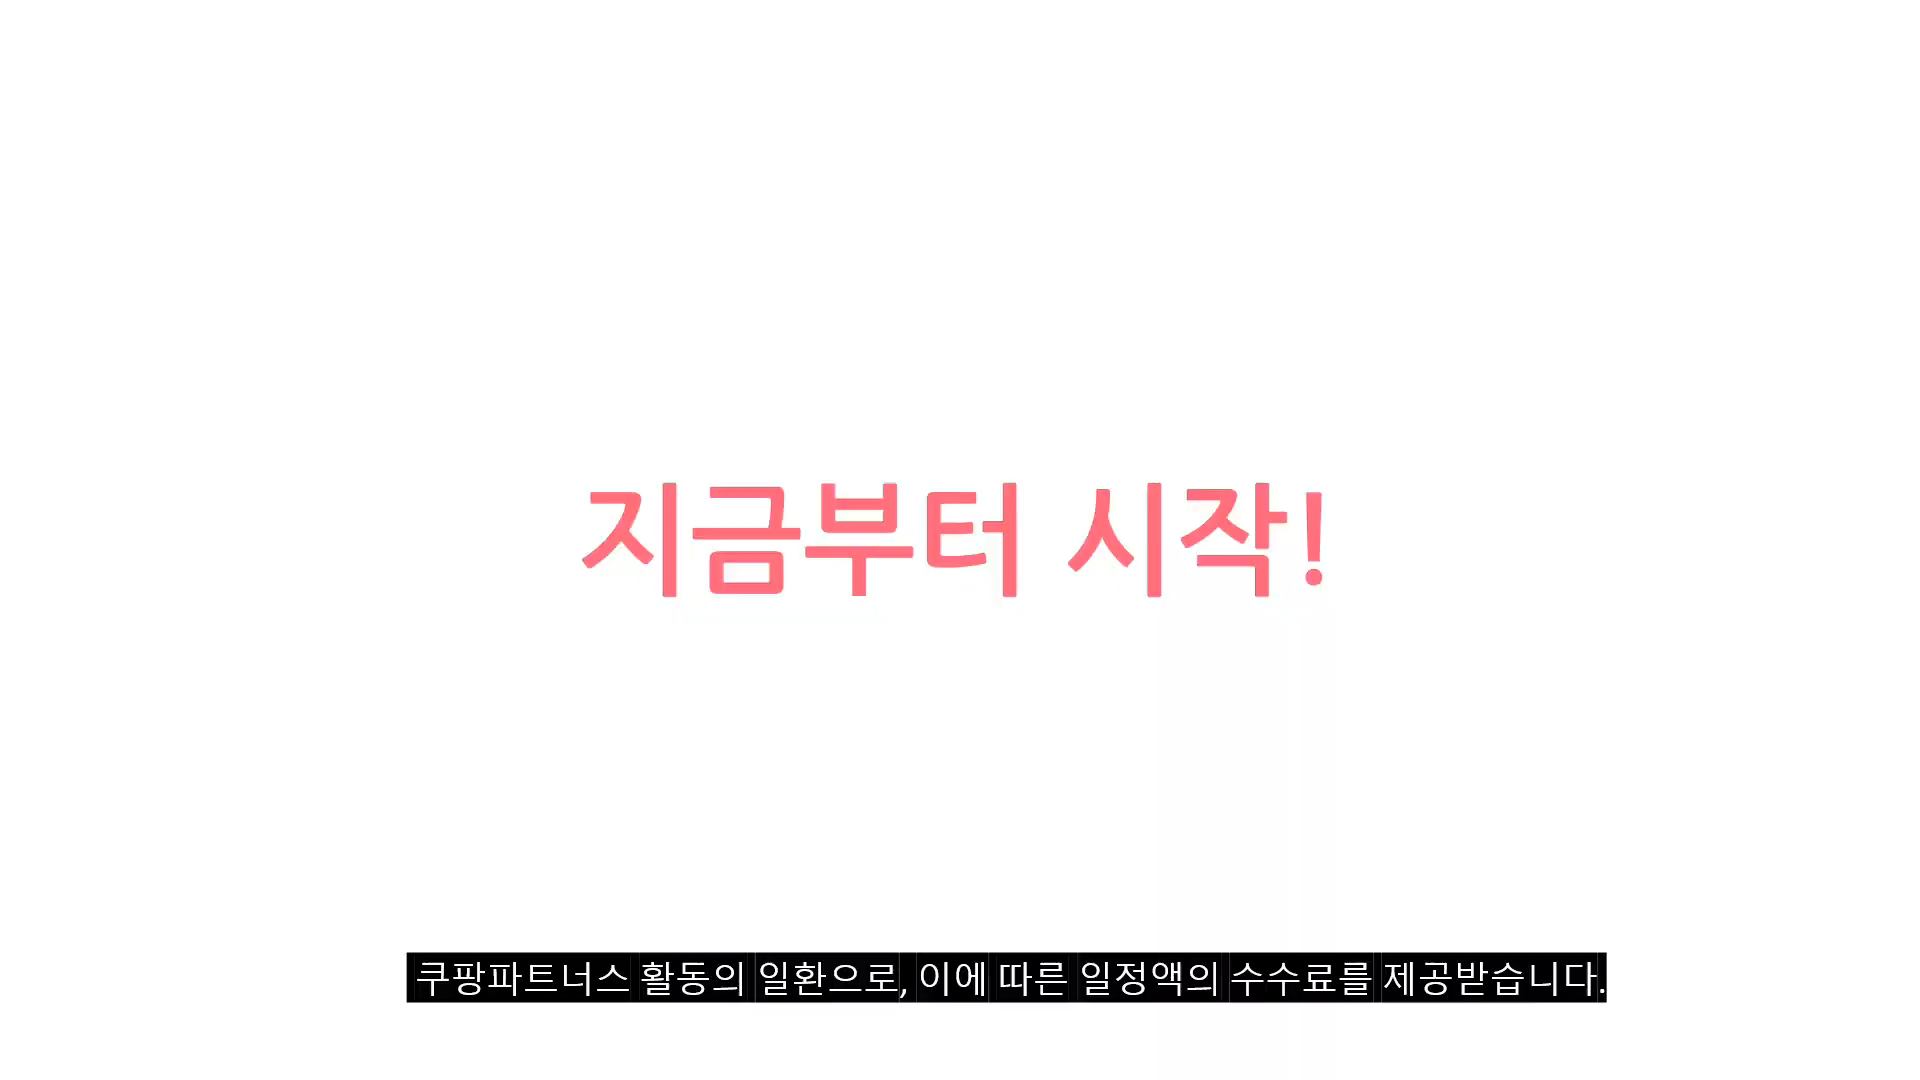 지금부터 시작!
쿠팡파트너스 활동의 일환으로, 이에 따른 일정액의 수수료를 제공받습니다.